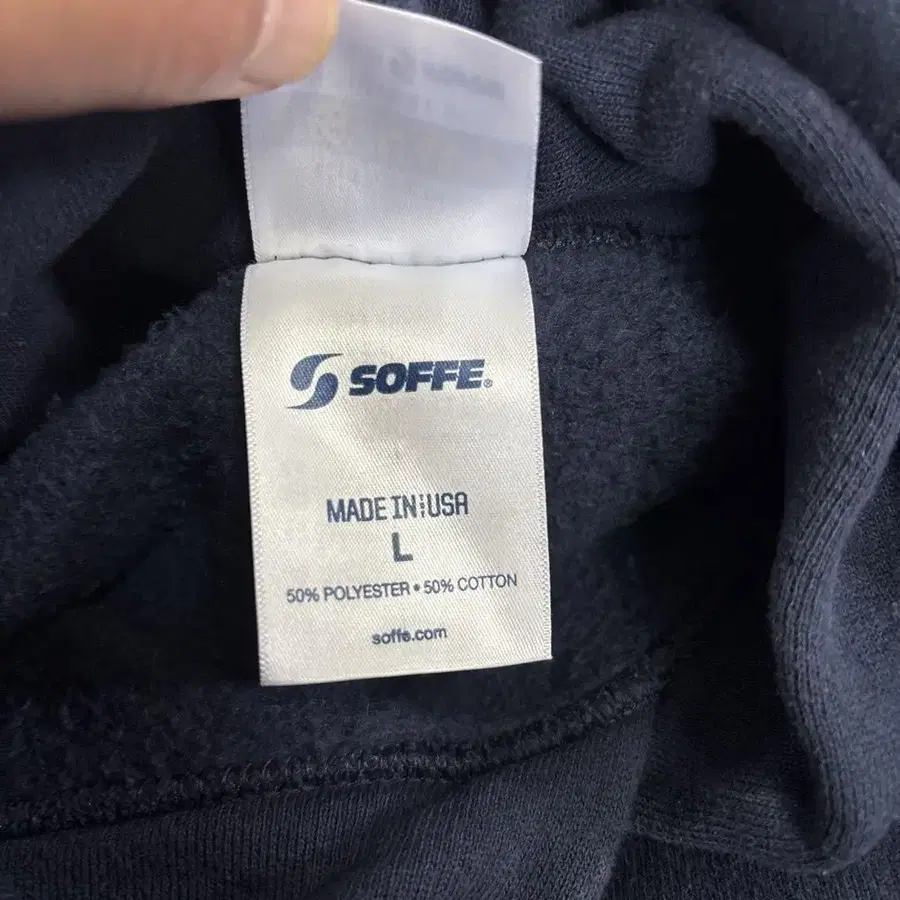 SOFFE®
MADE IN USA
L
50% POLYESTER • 50% COTTON
soffe.com